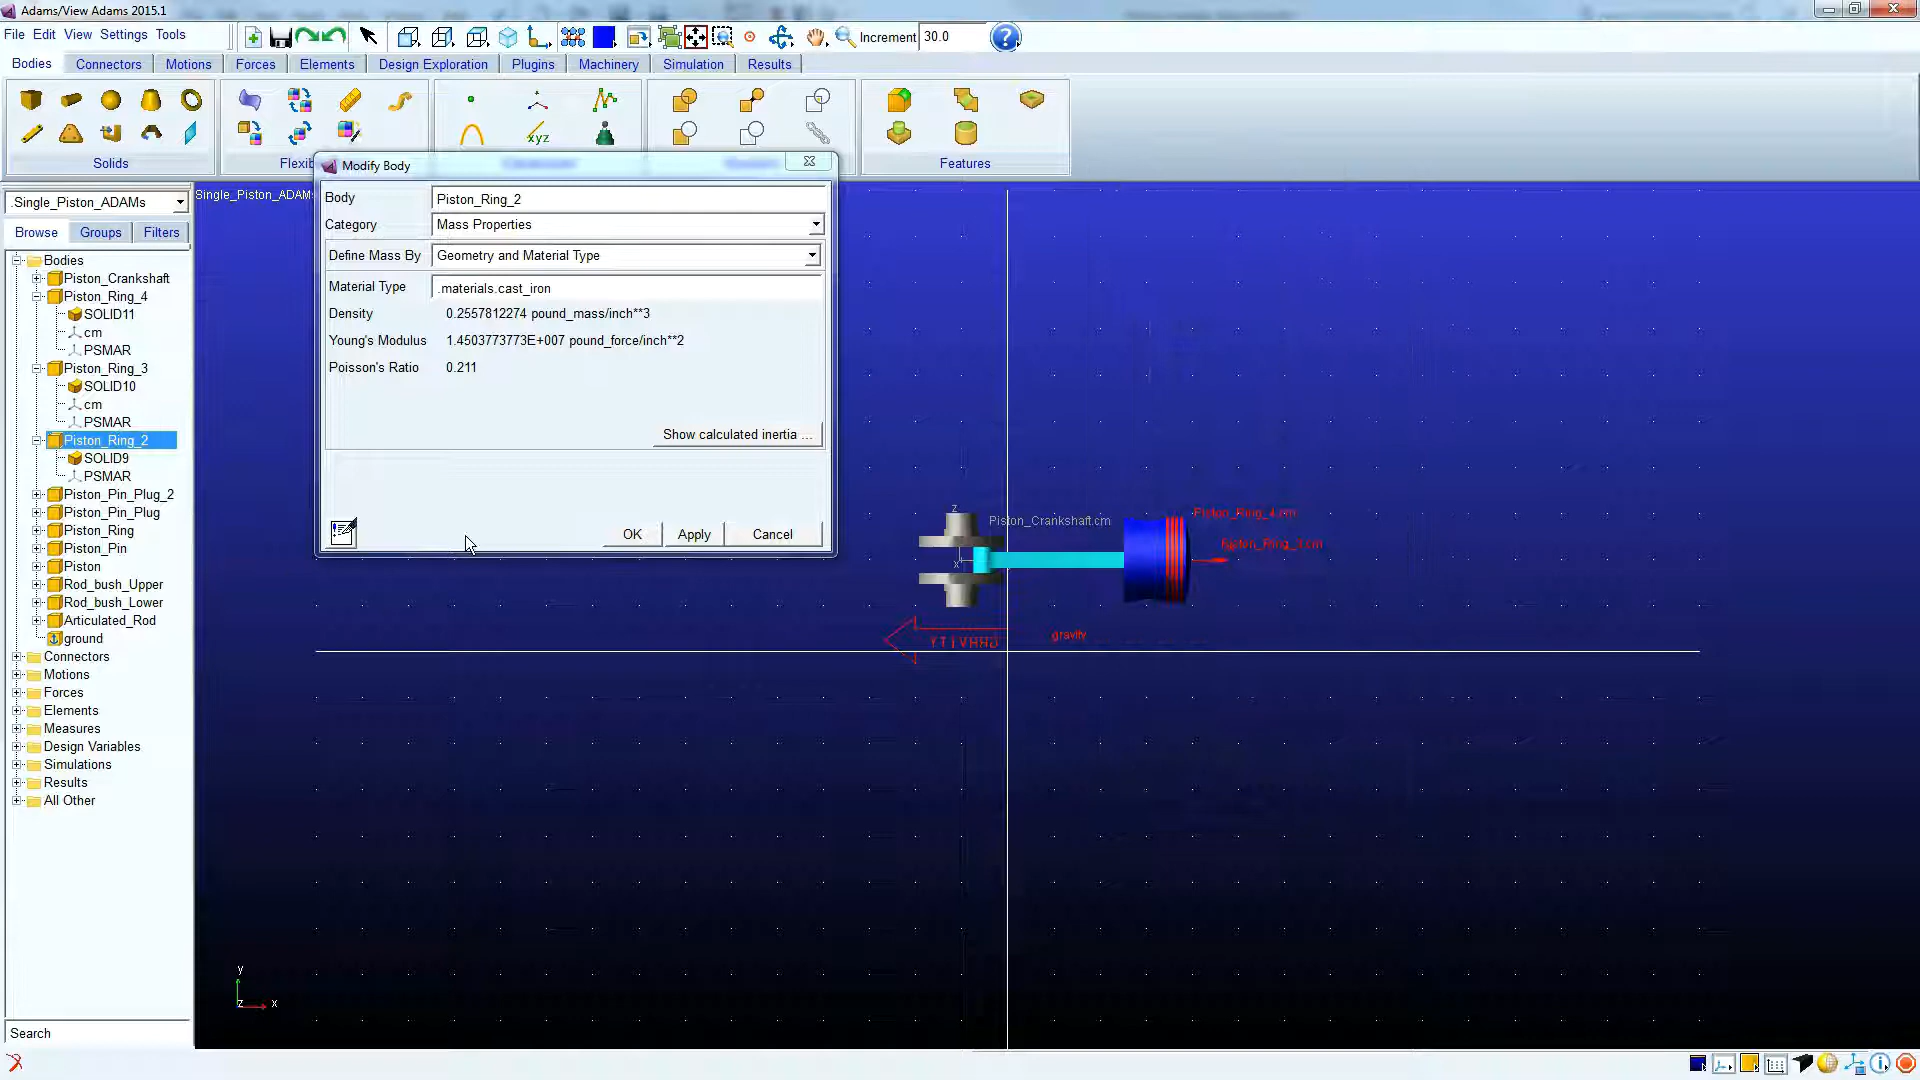 Adams/View Adams 2015.1
File Edit View Settings Tools
Increment 30.0
Bodies Connectors Motions Forces Elements Design Exploration Plugins Machinery Simulation Results
xyz
Solids
Features
.Single_Piston_ADAMs
Browse Groups Filters
Bodies
Piston_Crankshaft
Piston_Ring_4
SOLID11
cm
PSMAR
Piston_Ring_3
SOLID10
cm
PSMAR
Piston_Ring_2
SOLID9
PSMAR
Piston_Pin_Plug_2
Piston_Pin_Plug
Piston_Ring
Piston_Pin
Piston
Rod_bush_Upper
Rod_bush_Lower
Articulated_Rod
ground
Connectors
Motions
Forces
Elements
Measures
Design Variables
Simulations
Results
All Other
Search
Modify Body
Body Piston_Ring_2
Category Mass Properties
Define Mass By Geometry and Material Type
Material Type .materials.cast_iron
Density 0.2557812274 pound_mass/inch**3
Young's Modulus 1.4503773773E+007 pound_force/inch**2
Poisson's Ratio 0.211
Show calculated inertia ...
OK Apply Cancel
z
Piston_Crankshaft.cm
Piston_Ring_4.cm
Piston_Ring_3.cm
x
gravity
y
z x